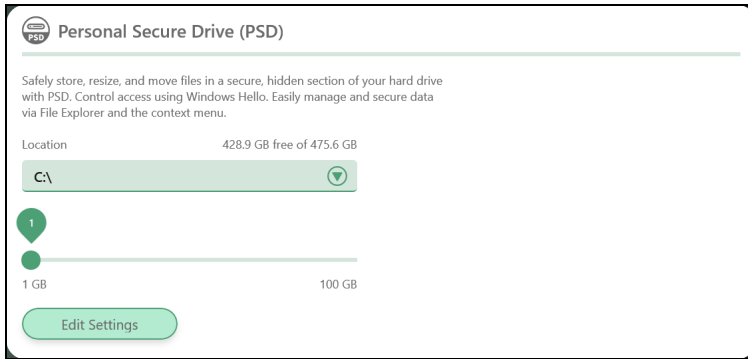 PSD
Personal Secure Drive (PSD)
Safely store, resize, and move files in a secure, hidden section of your hard drive
with PSD. Control access using Windows Hello. Easily manage and secure data
via File Explorer and the context menu.
Location 428.9 GB free of 475.6 GB
C:\
1
1 GB 100 GB
Edit Settings